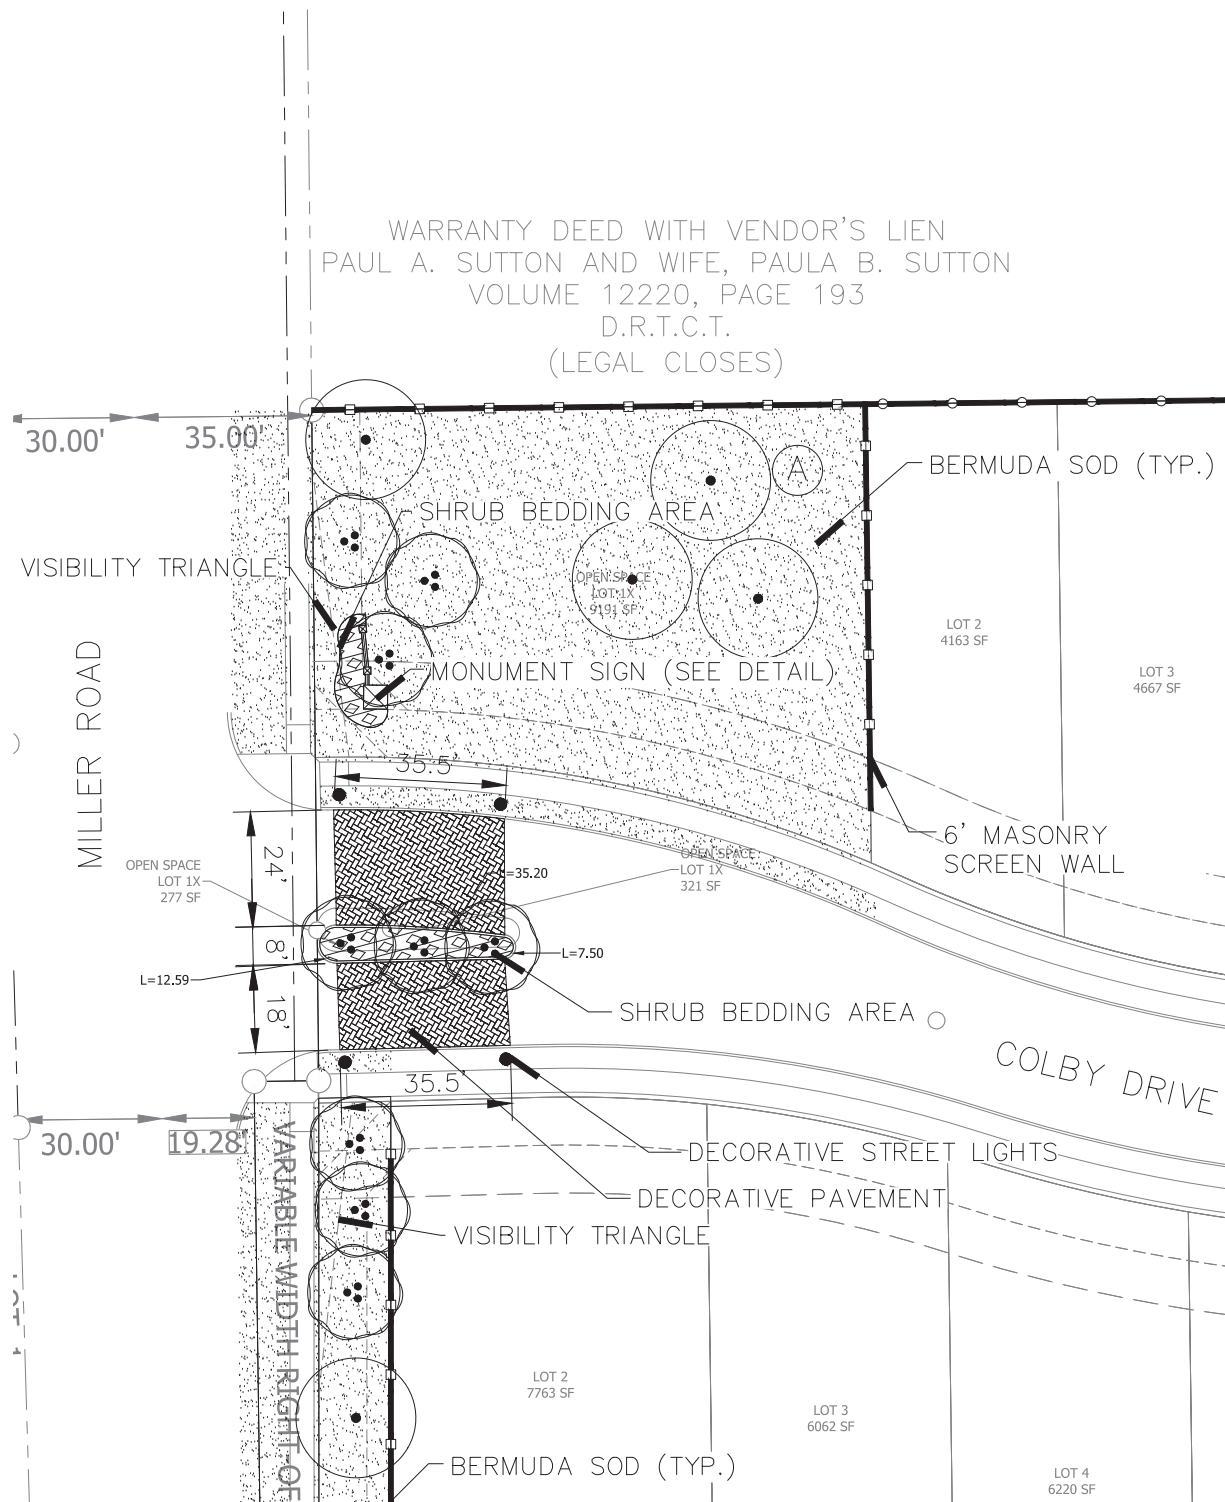 WARRANTY DEED WITH VENDOR'S LIEN
PAUL A. SUTTON AND WIFE, PAULA B. SUTTON
VOLUME 12220, PAGE 193
D.R.T.C.T.
(LEGAL CLOSES)
30.00'
35.00'
A
BERMUDA SOD (TYP.)
SHRUB BEDDING AREA
VISIBILITY TRIANGLE
OPEN SPACE
LOT 1X
9191 SF
LOT 2
4163 SF
LOT 3
4667 SF
MONUMENT SIGN (SEE DETAIL)
MILLER ROAD
35.5'
6' MASONRY
SCREEN WALL
24'
OPEN SPACE
LOT 1X
277 SF
OPEN SPACE
LOT 1X
321 SF
L=35.20
8'
L=7.50
L=12.59
18'
SHRUB BEDDING AREA
COLBY DRIVE
35.5'
30.00'
19.28'
DECORATIVE STREET LIGHTS
DECORATIVE PAVEMENT
VISIBILITY TRIANGLE
VARIABLE WIDTH RIGHT-OF
LOT 2
7763 SF
LOT 3
6062 SF
BERMUDA SOD (TYP.)
LOT 4
6220 SF